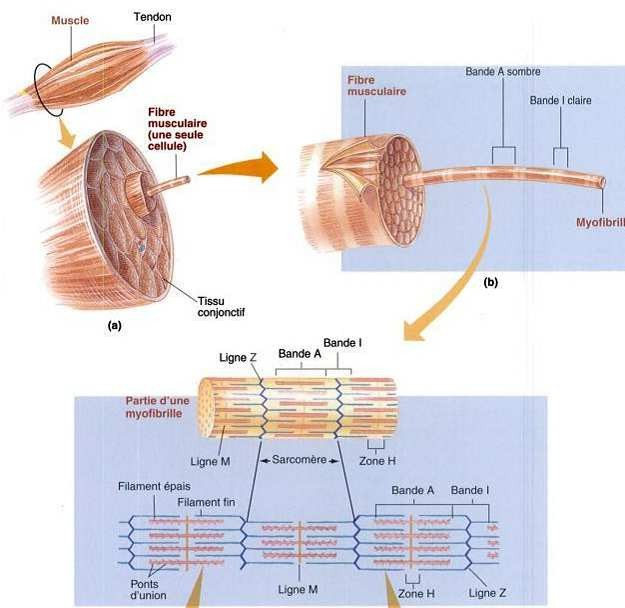 Muscle
Tendon
Fibre
musculaire
(une seule
cellule)
Tissu
conjonctif
(a)
Fibre
musculaire
Bande A sombre
Bande I claire
Myofibrill
(b)
Ligne Z
Bande A
Bande I
Partie d'une
myofibrille
Ligne M
Sarcomère
Zone H
Filament épais
Filament fin
Bande A
Bande I
Ponts
d'union
Ligne M
Zone H
Ligne Z